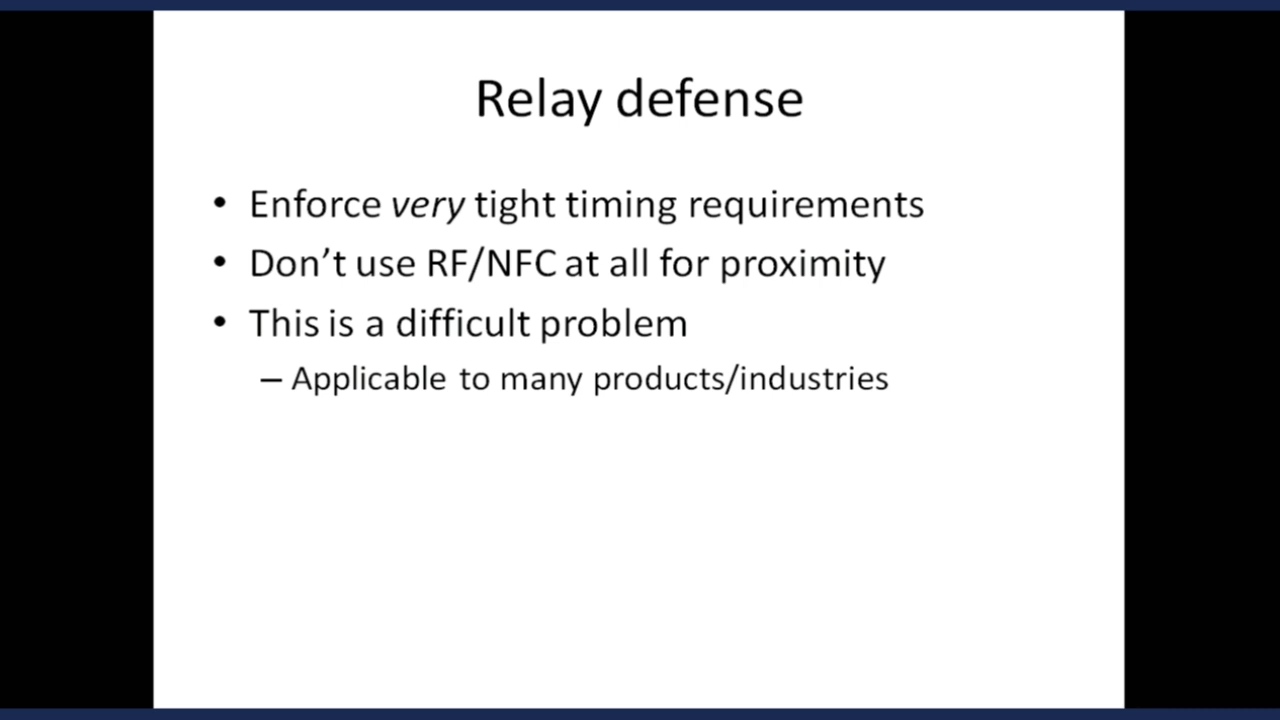 Relay defense
• Enforce very tight timing requirements
• Don’t use RF/NFC at all for proximity
• This is a difficult problem
– Applicable to many products/industries